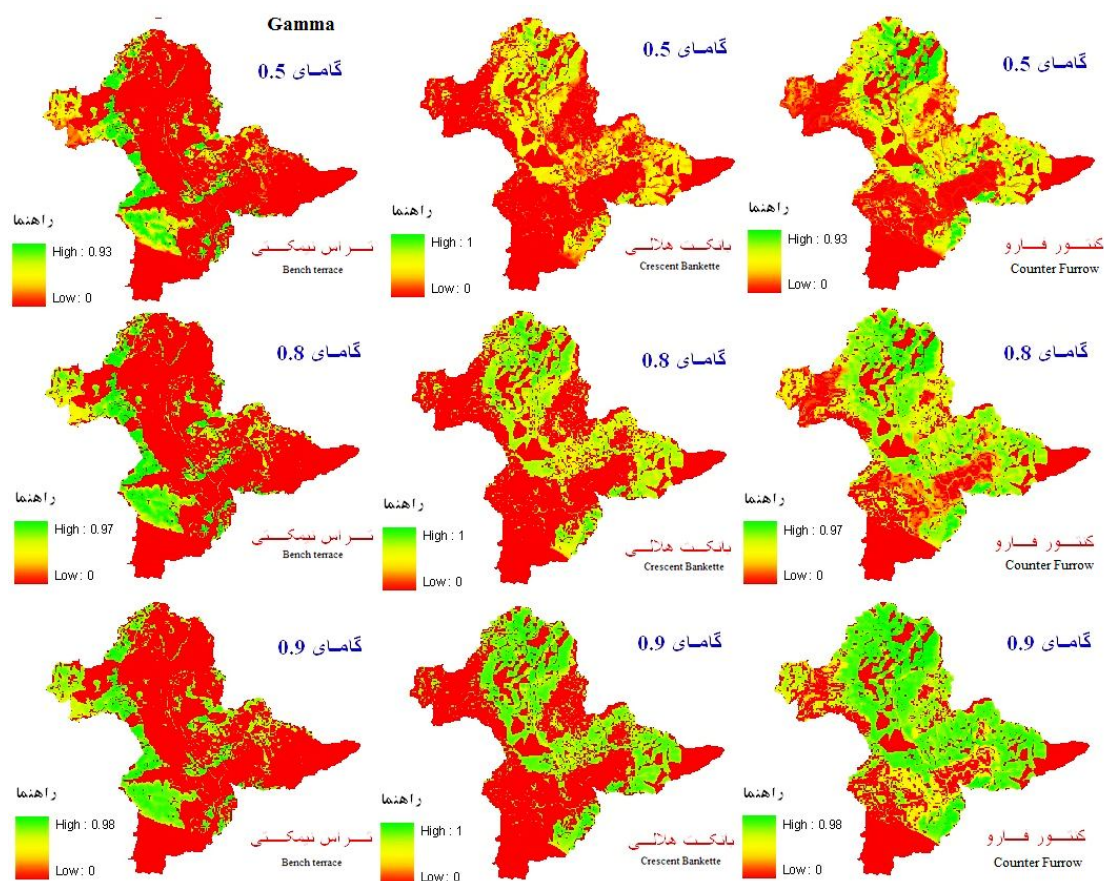 Gamma
گامای 0.5
راهنما
High : 0.93
Low : 0
تراس نیمکتی
Bench terrace
گامای 0.5
راهنما
High : 1
Low : 0
بانکت هلالی
Crescent Bankette
گامای 0.5
راهنما
High : 0.93
Low : 0
کنتور فارو
Counter Furrow
گامای 0.8
راهنما
High : 0.97
Low : 0
تراس نیمکتی
Bench terrace
گامای 0.8
راهنما
High : 1
Low : 0
بانکت هلالی
Crescent Bankette
گامای 0.8
راهنما
High : 0.97
Low : 0
کنتور فارو
Counter Furrow
گامای 0.9
راهنما
High : 0.98
Low : 0
تراس نیمکتی
Bench terrace
گامای 0.9
راهنما
High : 1
Low : 0
بانکت هلالی
Crescent Bankette
گامای 0.9
راهنما
High : 0.98
Low : 0
کنتور فارو
Counter Furrow